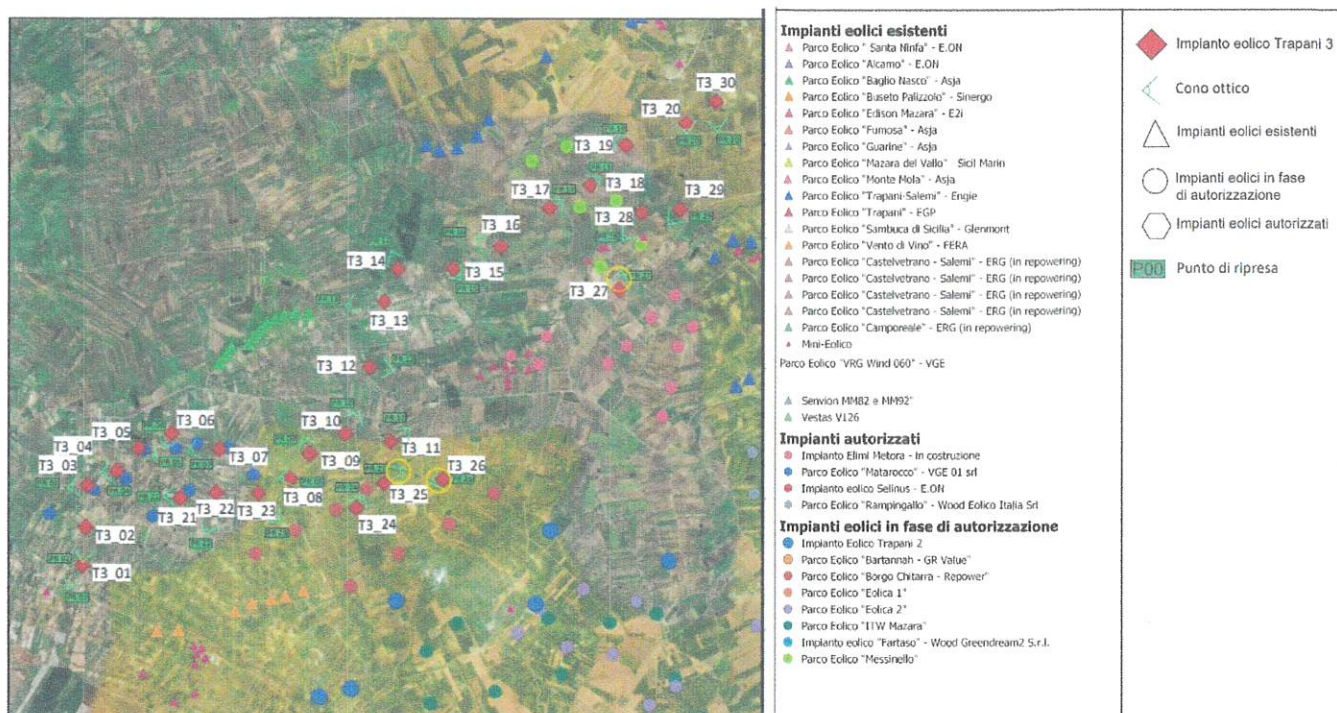 T3_30
T3_20
T3_19
T3_17
T3_18
T3_29
T3_28
T3_16
T3_14
T3_15
T3_27
T3_13
T3_12
T3_06
T3_10
T3_05
T3_04
T3_11
T3_03
T3_07
T3_09
T3_26
T3_08
T3_25
T3_21
T3_22
T3_23
T3_24
T3_02
T3_01
Impianti eolici esistenti
Parco Eolico " Santa Ninfa" - E.ON
Parco Eolico "Alcamo" - E.ON
Parco Eolico "Baglio Nasco" - Asja
Parco Eolico "Buseto Palizzolo" - Sinergo
Parco Eolico "Edison Mazara" - E2i
Parco Eolico "Fumosa" - Asja
Parco Eolico "Guarine" - Asja
Parco Eolico "Mazara del Vallo" Sicil Marin
Parco Eolico "Monte Mola" - Asja
Parco Eolico "Trapani-Salemi" - Engie
Parco Eolico "Trapani" - EGP
Parco Eolico "Sambuca di Sicilia" - Glenmont
Parco Eolico "Vento di Vino" - FERA
Parco Eolico "Castelvetrano - Salemi" - ERG (in repowering)
Parco Eolico "Castelvetrano - Salemi" - ERG (in repowering)
Parco Eolico "Castelvetrano - Salemi" - ERG (in repowering)
Parco Eolico "Castelvetrano - Salemi" - ERG (in repowering)
Parco Eolico "Camporeale" - ERG (in repowering)
Mini-Eolico
Parco Eolico "VRG Wind 060" - VGE
Senvion MM82 e MM92"
Vestas V126
Impianti autorizzati
Impianto Elimi Metora - in costruzione
Parco Eolico "Matarocco" - VGE 01 srl
Impianto eolico Selinus - E.ON
Parco Eolico "Rampingallo" - Wood Eolico Italia Srl
Impianti eolici in fase di autorizzazione
Impianto Eolico Trapani 2
Parco Eolico "Bartannah - GR Value"
Parco Eolico "Borgo Chitarra - Repower"
Parco Eolico "Eolica 1"
Parco Eolico "Eolica 2"
Parco Eolico "ITW Mazara"
Impianto eolico "Fartaso" - Wood Greendream2 S.r.l.
Parco Eolico "Messinello"
Impianto eolico Trapani 3
Cono ottico
Impianti eolici esistenti
Impianti eolici in fase
di autorizzazione
Impianti eolici autorizzati
P00 Punto di ripresa